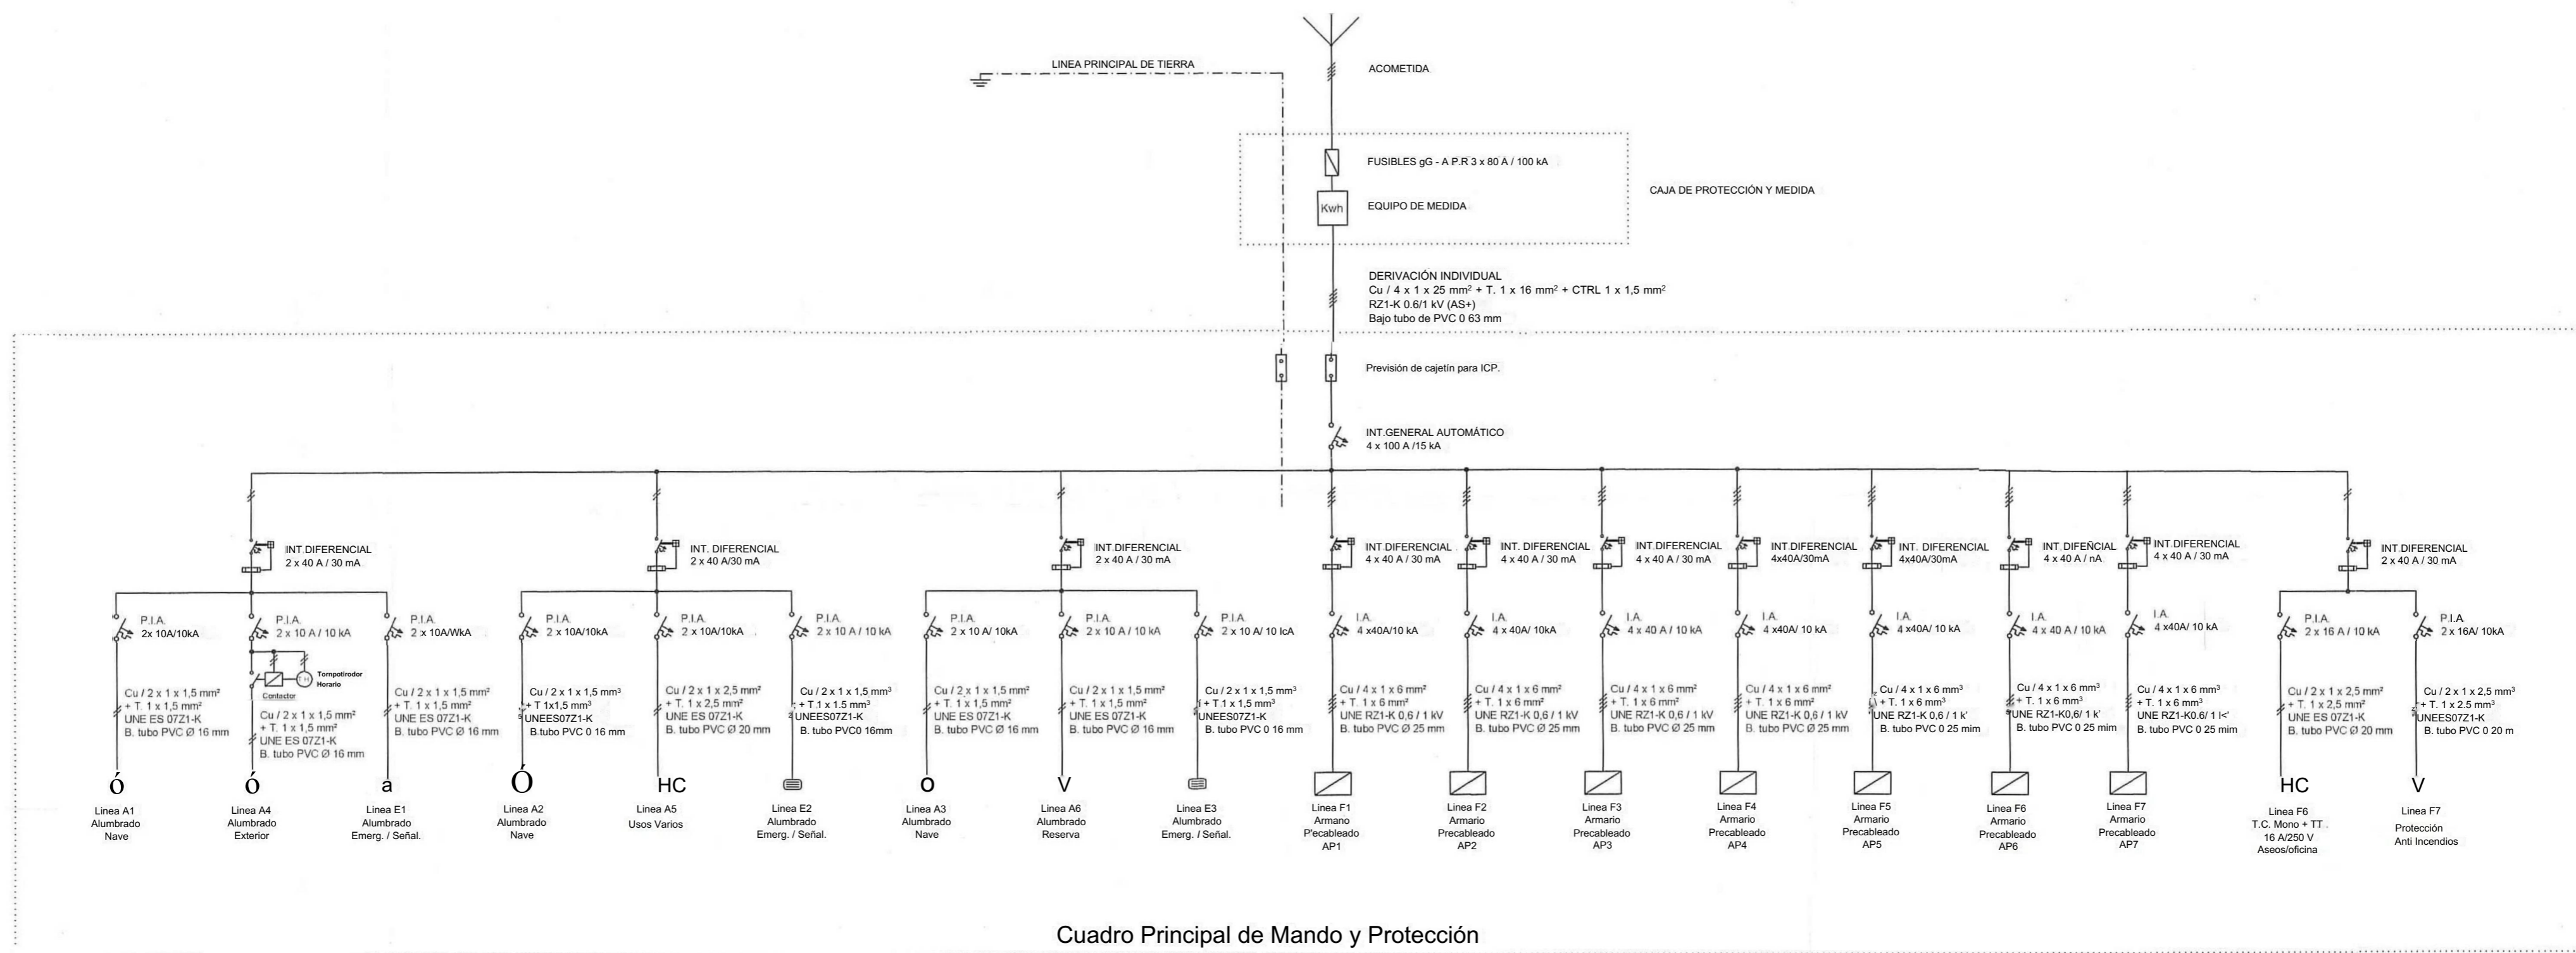 LINEA PRINCIPAL DE TIERRA
ACOMETIDA
FUSIBLES gG - A P.R 3 x 80 A / 100 kA
CAJA DE PROTECCIÓN Y MEDIDA
Kwh
EQUIPO DE MEDIDA
DERIVACIÓN INDIVIDUAL
Cu / 4 x 1 x 25 mm² + T. 1 x 16 mm² + CTRL 1 x 1,5 mm²
RZ1-K 0.6/1 kV (AS+)
Bajo tubo de PVC 0 63 mm
Previsión de cajetín para ICP.
INT.GENERAL AUTOMÁTICO
4 x 100 A /15 kA
INT.DIFERENCIAL
2 x 40 A / 30 mA
INT. DIFERENCIAL
2 x 40 A/30 mA
INT.DIFERENCIAL
2 x 40 A / 30 mA
INT.DIFERENCIAL
4 x 40 A / 30 mA
INT. DIFERENCIAL
4 x 40 A / 30 mA
INT. DIFERENCIAL
4 x 40 A / 30 mA
INT. DIFERENCIAL
4x40A/30mA
INT. DIFERENCIAL
4x40A/30mA
INT. DIFEÑCIAL
4 x 40 A / nA
INT.DIFERENCIAL
4 x 40 A / 30 mA
INT.DIFERENCIAL
2 x 40 A / 30 mA
P.I.A.
2x 10A/10kA
P.I.A.
2 x 10 A / 10 kA
P.I.A.
2 x 10A/WkA
P.I.A.
2 x 10A/10kA
P.I.A.
2 x 10A/10kA
P.I.A.
2 x 10 A / 10 kA
P.I.A.
2 x 10 A/ 10kA
P.I.A.
2 x 10 A / 10 kA
P.I.A.
2 x 10 A / 10 IcA
I.A.
4 x40A/10 kA
I.A.
4 x 40A/ 10kA
I.A.
4 x 40 A / 10 kA
I.A.
4 x40A/ 10 kA
I.A.
4 x40A/ 10 kA
I.A.
4 x 40 A / 10 kA
I.A.
4 x40A/ 10 kA
P.I.A.
2 x 16 A / 10 kA
P.I.A.
2 x 16A/ 10kA
T H
Tornpotirodor
Horario
Contactor
Cu / 2 x 1 x 1,5 mm²
+ T. 1 x 1,5 mm²
UNE ES 07Z1-K
B. tubo PVC Ø 16 mm
Cu / 2 x 1 x 1,5 mm²
+ T. 1 x 1,5 mm²
UNE ES 07Z1-K
B. tubo PVC Ø 16 mm
Cu / 2 x 1 x 1,5 mm²
+ T. 1 x 1,5 mm²
UNE ES 07Z1-K
B. tubo PVC Ø 16 mm
Cu / 2 x 1 x 1,5 mm³
+ T 1x1,5 mm³
UNEES07Z1-K
B. tubo PVC 0 16 mm
Cu / 2 x 1 x 2,5 mm²
+ T. 1 x 2,5 mm²
UNE ES 07Z1-K
B. tubo PVC Ø 20 mm
Cu / 2 x 1 x 1,5 mm³
+ T.1 x 1.5 mm³
UNEES07Z1-K
B. tubo PVC0 16mm
Cu / 2 x 1 x 1,5 mm²
+ T. 1 x 1,5 mm²
UNE ES 07Z1-K
B. tubo PVC Ø 16 mm
Cu / 2 x 1 x 1,5 mm²
+ T. 1 x 1,5 mm²
UNE ES 07Z1-K
B. tubo PVC Ø 16 mm
Cu / 2 x 1 x 1,5 mm³
+ T.1 x 1,5 mm³
UNEES07Z1-K
B. tubo PVC 0 16 mm
Cu / 4 x 1 x 6 mm²
+ T. 1 x 6 mm²
UNE RZ1-K 0,6 / 1 kV
B. tubo PVC Ø 25 mm
Cu / 4 x 1 x 6 mm²
+ T. 1 x 6 mm²
UNE RZ1-K 0,6 / 1 kV
B. tubo PVC Ø 25 mm
Cu / 4 x 1 x 6 mm²
+ T. 1 x 6 mm²
UNE RZ1-K 0,6 / 1 kV
B. tubo PVC Ø 25 mm
Cu / 4 x 1 x 6 mm²
+ T. 1 x 6 mm²
UNE RZ1-K 0,6 / 1 kV
B. tubo PVC Ø 25 mm
Cu / 4 x 1 x 6 mm³
+ T. 1 x 6 mm³
UNE RZ1-K 0,6 / 1 k'
B. tubo PVC 0 25 mim
Cu / 4 x 1 x 6 mm³
+ T. 1 x 6 mm³
UNE RZ1-K0,6/ 1 k'
B. tubo PVC 0 25 mim
Cu / 4 x 1 x 6 mm³
+ T. 1 x 6 mm³
UNE RZ1-K0.6/ 1 l<'
B. tubo PVC 0 25 mim
Cu / 2 x 1 x 2,5 mm²
+ T. 1 x 2,5 mm²
UNE ES 07Z1-K
B. tubo PVC Ø 20 mm
Cu / 2 x 1 x 2,5 mm³
+ T. 1 x 2.5 mm³
UNEES07Z1-K
B. tubo PVC 0 20 m
ó
ó
a
Ó
HC
o
V
HC
V
Linea A1
Alumbrado
Nave
Linea A4
Alumbrado
Exterior
Linea E1
Alumbrado
Emerg. / Señal.
Linea A2
Alumbrado
Nave
Linea A5
Usos Varios
Linea E2
Alumbrado
Emerg. / Señal.
Linea A3
Alumbrado
Nave
Linea A6
Alumbrado
Reserva
Linea E3
Alumbrado
Emerg. / Señal.
Linea F1
Armano
P'ecableado
AP1
Linea F2
Armario
Precableado
AP2
Linea F3
Armario
Precableado
AP3
Linea F4
Armario
Precableado
AP4
Linea F5
Armario
Precableado
AP5
Linea F6
Armario
Precableado
AP6
Linea F7
Armario
Precableado
AP7
Linea F6
T.C. Mono + TT .
16 A/250 V
Aseos/oficina
Linea F7
Protección
Anti Incendios
Cuadro Principal de Mando y Protección